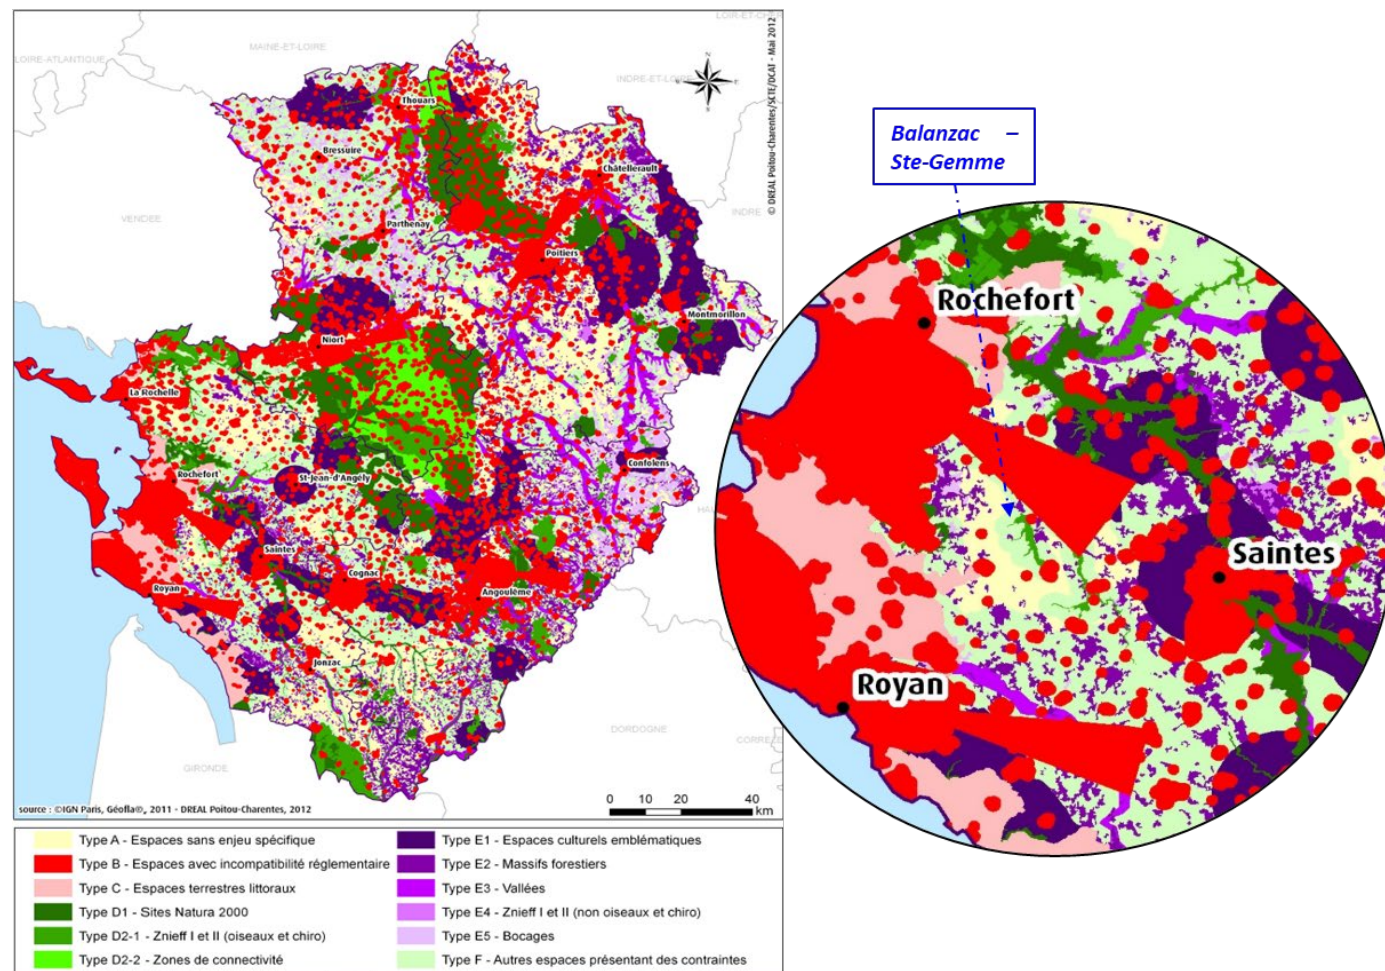 LOIR-ET-CHER
MAINE-ET-LOIRE
LOIRE-ATLANTIQUE
INDRE-ET-LOIRE
N
Thouars
Bressuire
Châtellerault
© DREAL Poitou-Charentes/SCTE/DCAT - Mai 2012
INDRE
VENDEE
Parthenay
Poitiers
Montmorillon
Niort
La Rochelle
Confolens
Rochefort
St-Jean-d'Angély
Saintes
Cognac
Royan
Angoulême
Jonzac
DORDOGNE
GIRONDE
source : ©IGN Paris, Géofla®, 2011 - DREAL Poitou-Charentes, 2012
0 10 20 40
km
Balanzac –
Ste-Gemme
Rochefort
Saintes
Royan
Type A - Espaces sans enjeu spécifique
Type B - Espaces avec incompatibilité réglementaire
Type C - Espaces terrestres littoraux
Type D1 - Sites Natura 2000
Type D2-1 - Znieff I et II (oiseaux et chiro)
Type D2-2 - Zones de connectivité
Type E1 - Espaces culturels emblématiques
Type E2 - Massifs forestiers
Type E3 - Vallées
Type E4 - Znieff I et II (non oiseaux et chiro)
Type E5 - Bocages
Type F - Autres espaces présentant des contraintes